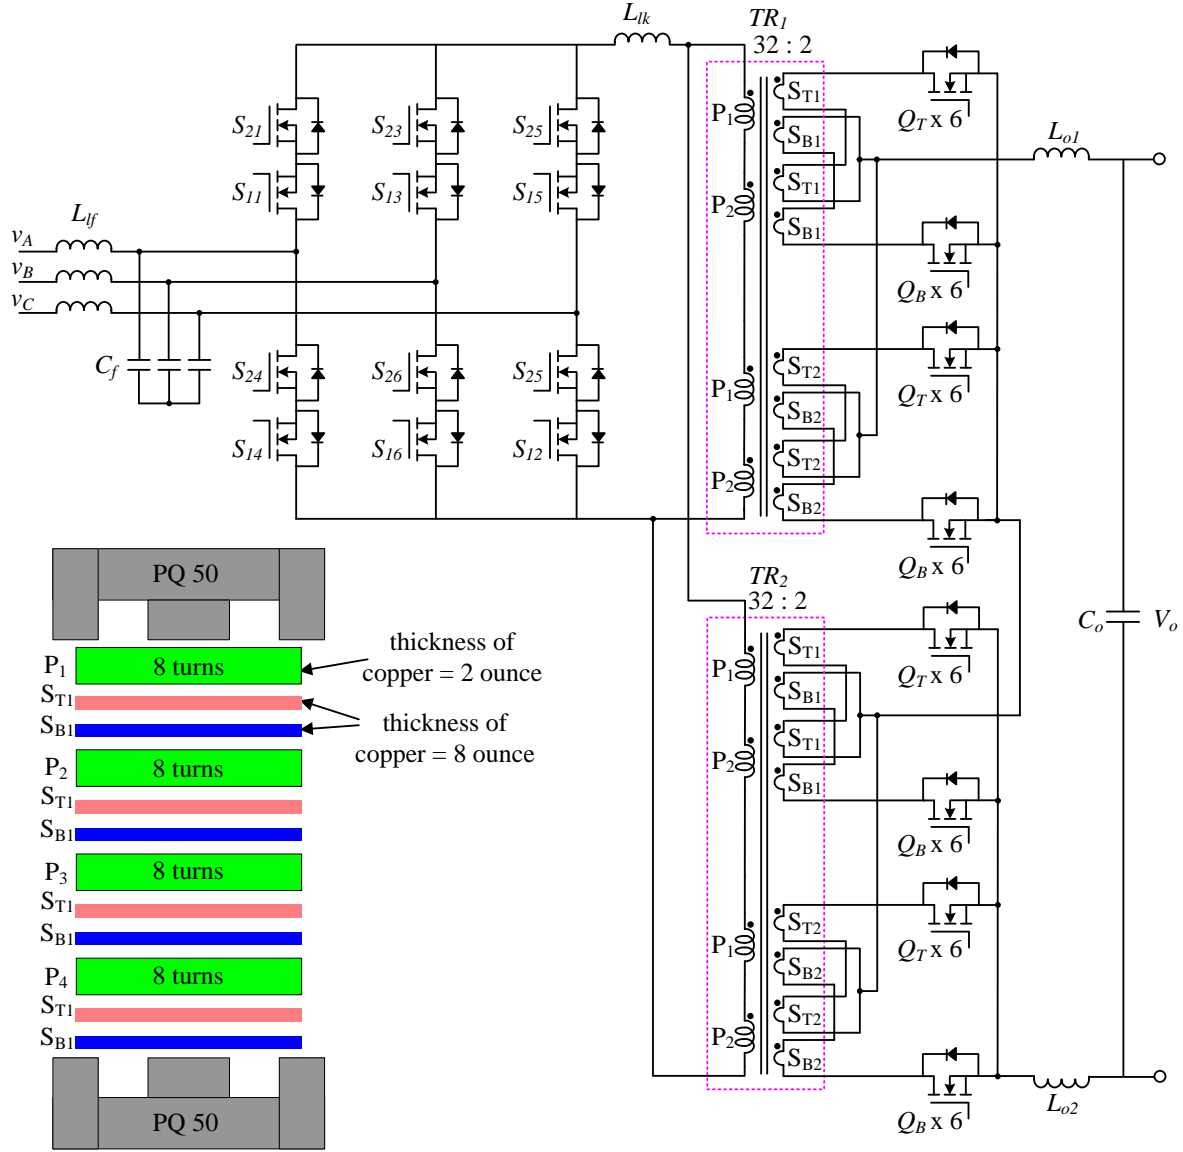 L_lk
TR_1
32 : 2
S_21
S_23
S_25
P_1
S_T1
Q_T x 6
S_B1
L_o1
S_11
S_13
S_15
P_2
S_T1
S_B1
L_lf
v_A
v_B
v_C
Q_B x 6
C_f
S_24
S_26
S_25
P_1
S_T2
Q_T x 6
S_B2
S_14
S_16
S_12
P_2
S_T2
S_B2
Q_B x 6
TR_2
32 : 2
C_o
V_o
P_1
S_T1
Q_T x 6
S_B1
P_2
S_T1
S_B1
Q_B x 6
P_1
S_T2
Q_T x 6
S_B2
P_2
S_T2
S_B2
Q_B x 6
L_o2
PQ 50
P_1
8 turns
thickness of
copper = 2 ounce
S_T1
S_B1
thickness of
copper = 8 ounce
P_2
8 turns
S_T1
S_B1
P_3
8 turns
S_T1
S_B1
P_4
8 turns
S_T1
S_B1
PQ 50